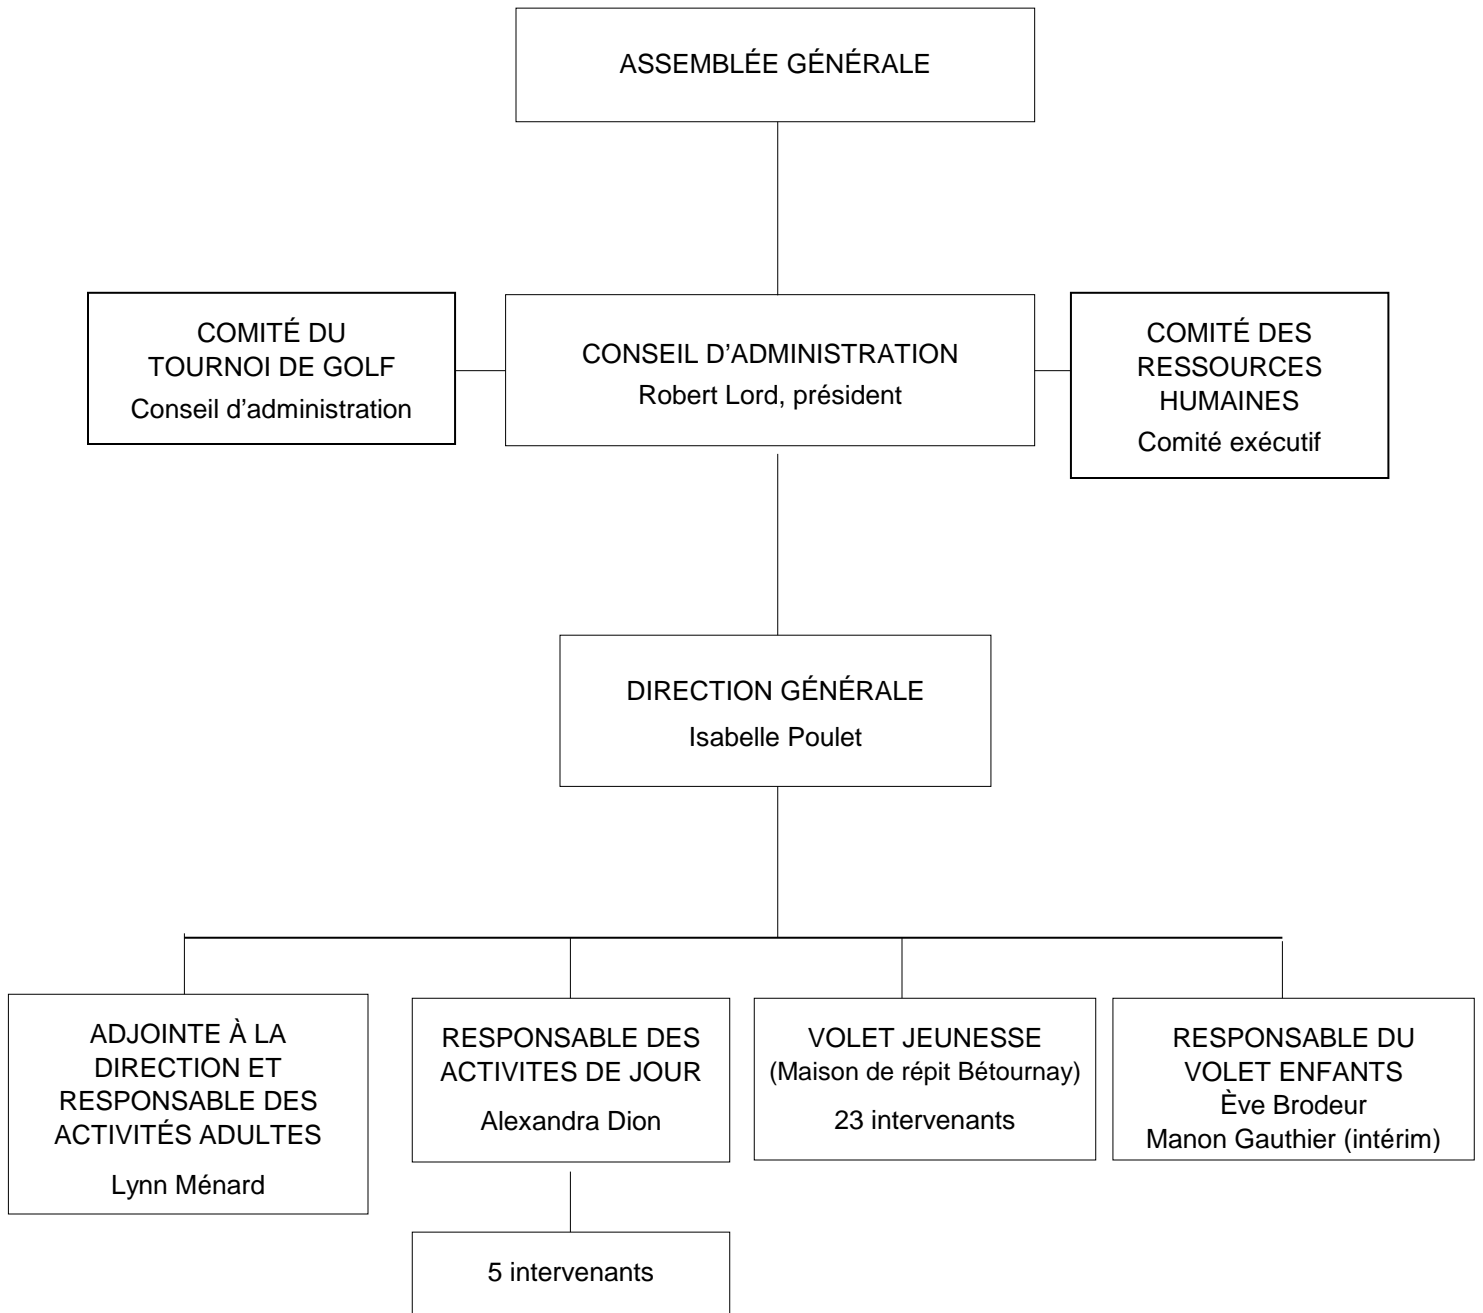 ASSEMBLÉE GÉNÉRALE
COMITÉ DU
TOURNOI DE GOLF
Conseil d’administration
CONSEIL D’ADMINISTRATION
Robert Lord, président
COMITÉ DES
RESSOURCES
HUMAINES
Comité exécutif
DIRECTION GÉNÉRALE
Isabelle Poulet
ADJOINTE À LA
DIRECTION ET
RESPONSABLE DES
ACTIVITÉS ADULTES
Lynn Ménard
RESPONSABLE DES
ACTIVITES DE JOUR
Alexandra Dion
5 intervenants
VOLET JEUNESSE
(Maison de répit Bétournay)
23 intervenants
RESPONSABLE DU
VOLET ENFANTS
Ève Brodeur
Manon Gauthier (intérim)